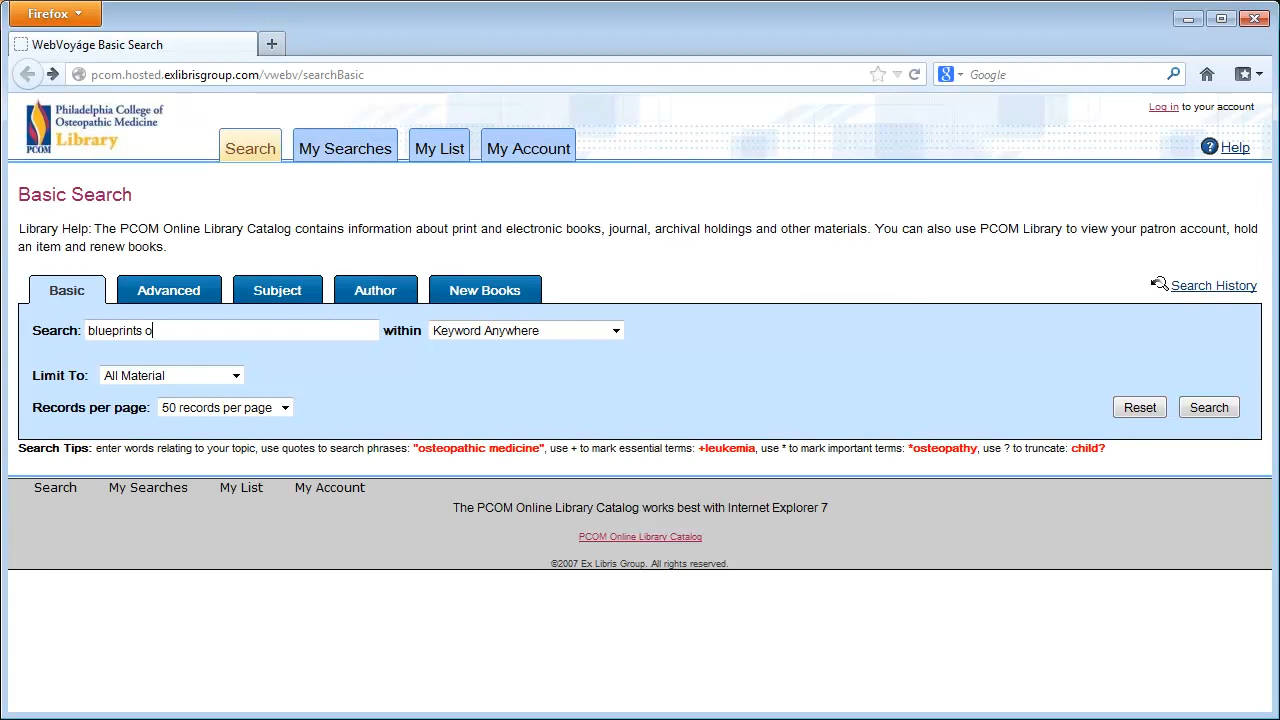 Firefox
WebVoyáge Basic Search
pcom.hosted.exlibrisgroup.com/vwebv/searchBasic
Google
Philadelphia College of
Osteopathic Medicine
Library
PCOM
Log in to your account
Search My Searches My List My Account
Help
Basic Search
Library Help: The PCOM Online Library Catalog contains information about print and electronic books, journal, archival holdings and other materials. You can also use PCOM Library to view your patron account, hold
an item and renew books.
Basic Advanced Subject Author New Books
Search History
Search: blueprints o within Keyword Anywhere
Limit To: All Material
Records per page: 50 records per page Reset Search
Search Tips: enter words relating to your topic, use quotes to search phrases: "osteopathic medicine", use + to mark essential terms: +leukemia, use * to mark important terms: *osteopathy, use ? to truncate: child?
Search My Searches My List My Account
The PCOM Online Library Catalog works best with Internet Explorer 7
PCOM Online Library Catalog
©2007 Ex Libris Group. All rights reserved.